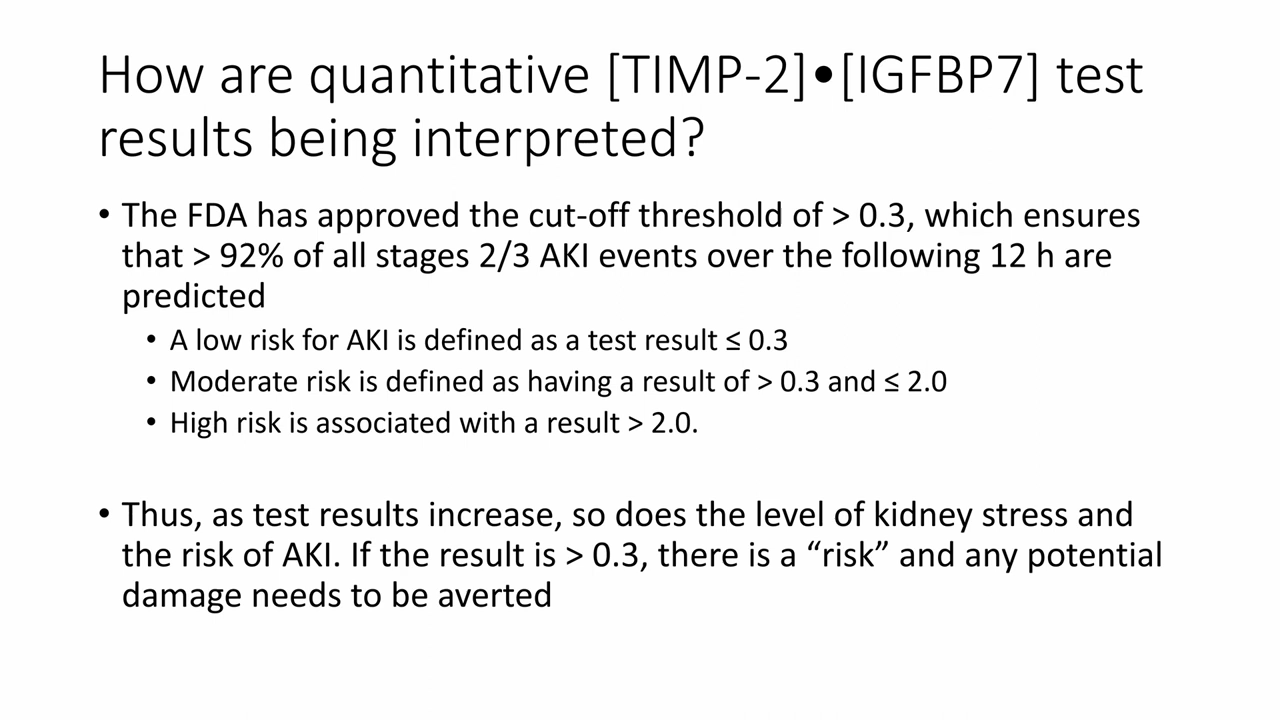 How are quantitative [TIMP-2]•[IGFBP7] test
results being interpreted?
• The FDA has approved the cut-off threshold of > 0.3, which ensures
that > 92% of all stages 2/3 AKI events over the following 12 h are
predicted
• A low risk for AKI is defined as a test result ≤ 0.3
• Moderate risk is defined as having a result of > 0.3 and ≤ 2.0
• High risk is associated with a result > 2.0.
• Thus, as test results increase, so does the level of kidney stress and
the risk of AKI. If the result is > 0.3, there is a “risk” and any potential
damage needs to be averted